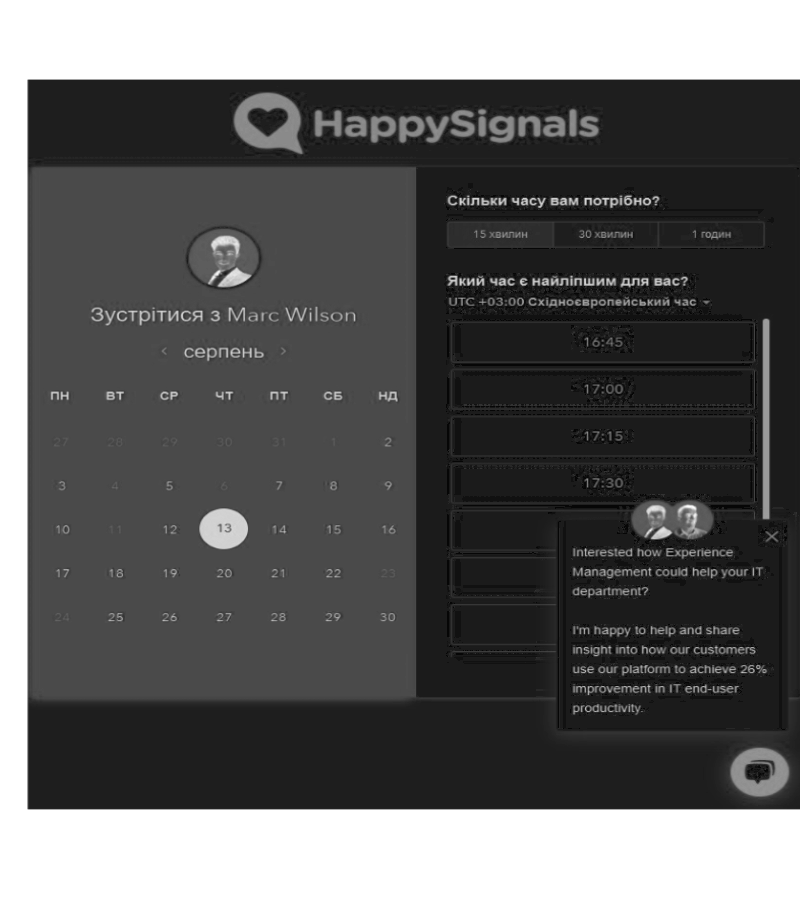 HappySignals
Зустрітися з Marc Wilson
‹ серпень ›
ПН ВТ СР ЧТ ПТ СБ НД
27 28 29 30 31 1 2
3 4 5 6 7 8 9
10 11 12 13 14 15 16
17 18 19 20 21 22 23
24 25 26 27 28 29 30
Скільки часу вам потрібно?
15 хвилин 30 хвилин 1 годин
Який час є найліпшим для вас?
UTC +03:00 Східноєвропейський час
16:45
17:00
17:15
17:30
Interested how Experience
Management could help your IT
department?
I'm happy to help and share
insight into how our customers
use our platform to achieve 26%
improvement in IT end-user
productivity.